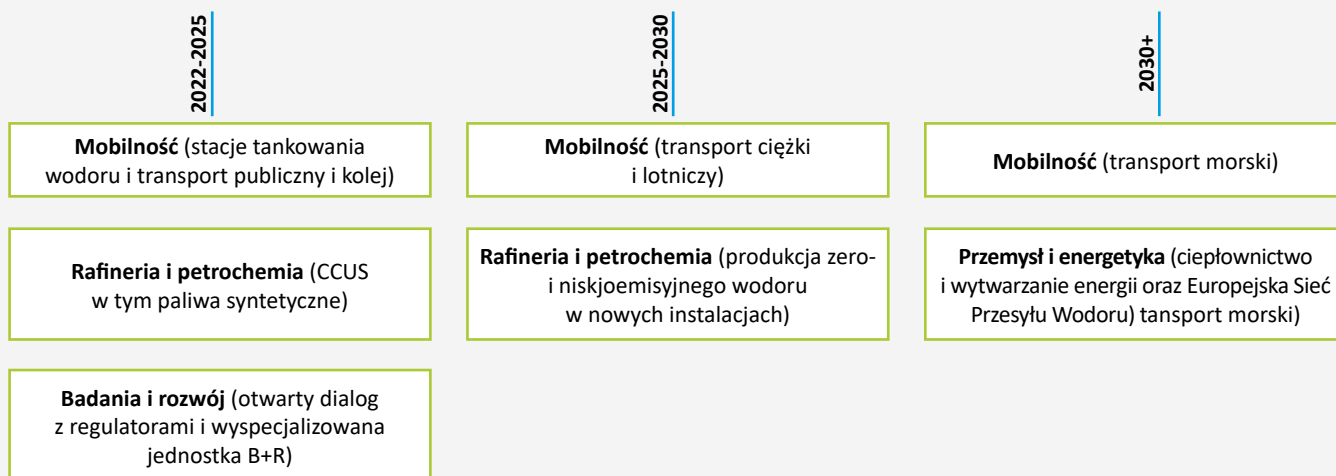 2022-2025
Mobilność (stacje tankowania
wodoru i transport publiczny i kolej)
Rafineria i petrochemia (CCUS
w tym paliwa syntetyczne)
Badania i rozwój (otwarty dialog
z regulatorami i wyspecjalizowana
jednostka B+R)
2025-2030
Mobilność (transport ciężki
i lotniczy)
Rafineria i petrochemia (produkcja zero-
i niskjoemisyjnego wodoru
w nowych instalacjach)
2030+
Mobilność (transport morski)
Przemysł i energetyka (ciepłownictwo
i wytwarzanie energii oraz Europejska Sieć
Przesyłu Wodoru) tansport morski)